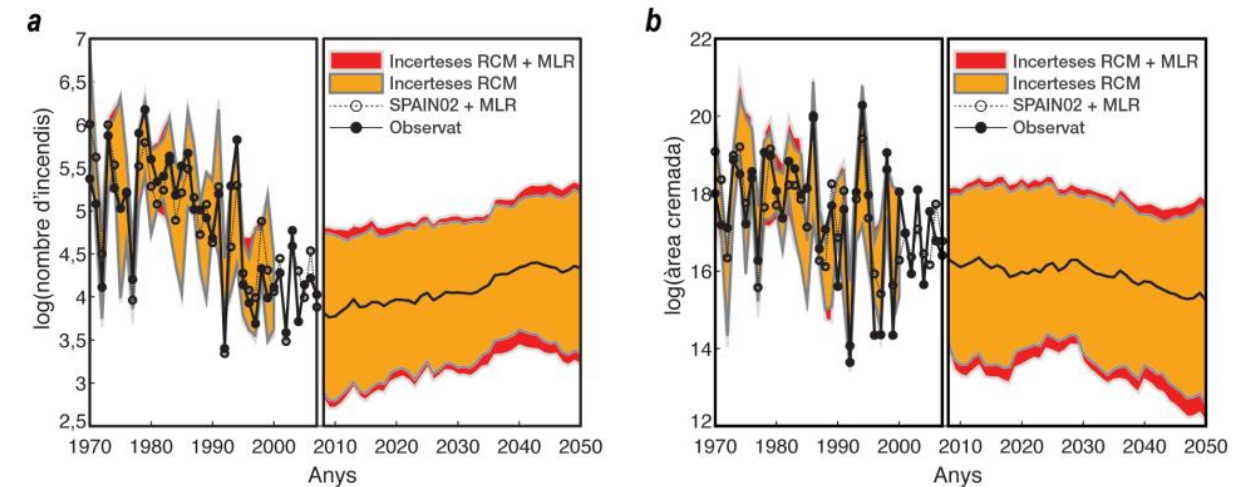 a
log(nombre d'incendis)
7
6,5
6
5,5
5
4,5
4
3,5
3
2,5
Incerteses RCM + MLR
Incerteses RCM
SPAIN02 + MLR
Observat
1970 1980 1990 2000 2010 2020 2030 2040 2050
Anys
b
log(àrea cremada)
22
20
18
16
14
12
Incerteses RCM + MLR
Incerteses RCM
SPAIN02 + MLR
Observat
1970 1980 1990 2000 2010 2020 2030 2040 2050
Anys